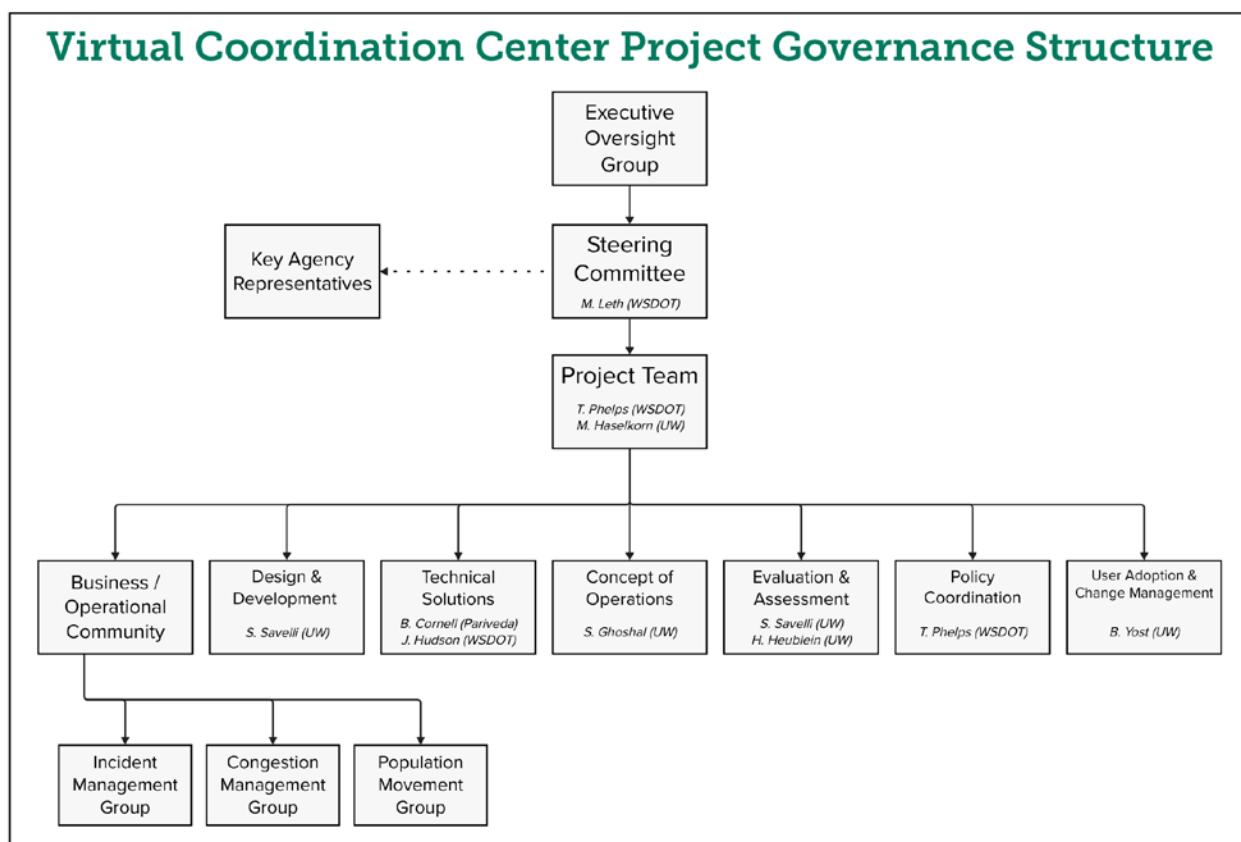 Virtual Coordination Center Project Governance Structure
Executive
Oversight
Group
Key Agency
Representatives
Steering
Committee
M. Leth (WSDOT)
Project Team
T. Phelps (WSDOT)
M. Haselkorn (UW)
Business /
Operational
Community
Design &
Development
S. Savelli (UW)
Technical
Solutions
B. Corneli (Pariveda)
J. Hudson (WSDOT)
Concept of
Operations
S. Ghoshal (UW)
Evaluation &
Assessment
S. Savelli (UW)
H. Heublein (UW)
Policy
Coordination
T. Phelps (WSDOT)
User Adoption &
Change Management
B. Yost (UW)
Incident
Management
Group
Congestion
Management
Group
Population
Movement
Group